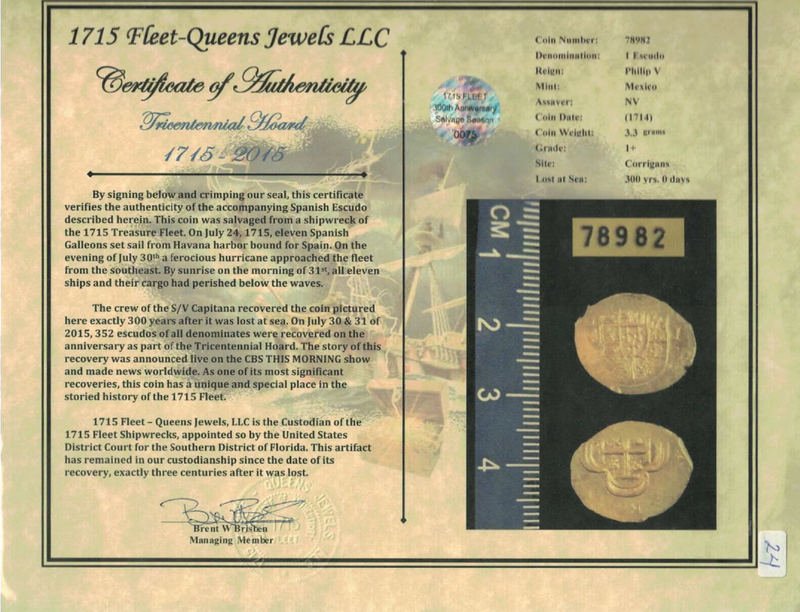 1715 Fleet-Queens Jewels LLC
Certificate of Authenticity
Tricentennial Hoard
1715 - 2015
By signing below and crimping our seal, this certificate
verifies the authenticity of the accompanying Spanish Escudo
described herein. This coin was salvaged from a shipwreck of
the 1715 Treasure Fleet. On July 24, 1715, eleven Spanish
Galleons set sail from Havana harbor bound for Spain. On the
evening of July 30th a ferocious hurricane approached the fleet
from the southeast. By sunrise on the morning of 31st, all eleven
ships and their cargo had perished below the waves.
The crew of the S/V Capitana recovered the coin pictured
here exactly 300 years after it was lost at sea. On July 30 & 31 of
2015, 352 escudos of all denominates were recovered on the
anniversary as part of the Tricentennial Hoard. The story of this
recovery was announced live on the CBS THIS MORNING show
and made news worldwide. As one of its most significant
recoveries, this coin has a unique and special place in the
storied history of the 1715 Fleet.
1715 Fleet – Queens Jewels, LLC is the Custodian of the
1715 Fleet Shipwrecks, appointed so by the United States
District Court for the Southern District of Florida. This artifact
has remained in our custodianship since the date of its
recovery, exactly three centuries after it was lost.
Brent W Brisben
Managing Member
QUEENS JEWELS
1715
FLEET
1715 FLEET
300th Anniversary
Salvage Season
0075
Coin Number: 78982
Denomination: 1 Escudo
Reign: Philip V
Mint: Mexico
Assayer: NV
Coin Date: (1714)
Coin Weight: 3.3 grams
Grade: 1+
Site: Corrigans
Lost at Sea: 300 yrs. 0 days
CM
1
2
3
4
78982
24